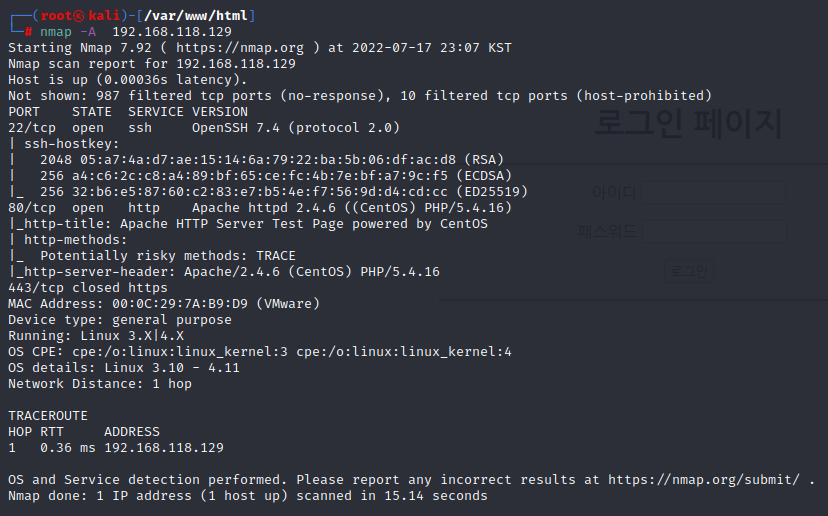 ┌──(root㉿kali)-[/var/www/html]
└─# nmap -A  192.168.118.129
Starting Nmap 7.92 ( https://nmap.org ) at 2022-07-17 23:07 KST
Nmap scan report for 192.168.118.129
Host is up (0.00036s latency).
Not shown: 987 filtered tcp ports (no-response), 10 filtered tcp ports (host-prohibited)
PORT    STATE  SERVICE VERSION
22/tcp  open   ssh     OpenSSH 7.4 (protocol 2.0)
| ssh-hostkey:
|   2048 05:a7:4a:d7:ae:15:14:6a:79:22:ba:5b:06:df:ac:d8 (RSA)
|   256 a4:c6:2c:c8:a4:89:bf:65:ce:fc:4b:7e:bf:a7:9c:f5 (ECDSA)
|_  256 32:b6:e5:87:60:c2:83:e7:b5:4e:f7:56:9d:d4:cd:cc (ED25519)
80/tcp  open   http    Apache httpd 2.4.6 ((CentOS) PHP/5.4.16)
|_http-title: Apache HTTP Server Test Page powered by CentOS
| http-methods:
|_  Potentially risky methods: TRACE
|_http-server-header: Apache/2.4.6 (CentOS) PHP/5.4.16
443/tcp closed https
MAC Address: 00:0C:29:7A:B9:D9 (VMware)
Device type: general purpose
Running: Linux 3.X|4.X
OS CPE: cpe:/o:linux:linux_kernel:3 cpe:/o:linux:linux_kernel:4
OS details: Linux 3.10 - 4.11
Network Distance: 1 hop
TRACEROUTE
HOP RTT     ADDRESS
1   0.36 ms 192.168.118.129
OS and Service detection performed. Please report any incorrect results at https://nmap.org/submit/ .
Nmap done: 1 IP address (1 host up) scanned in 15.14 seconds
로그인 페이지
아이디
패스워드
로그인